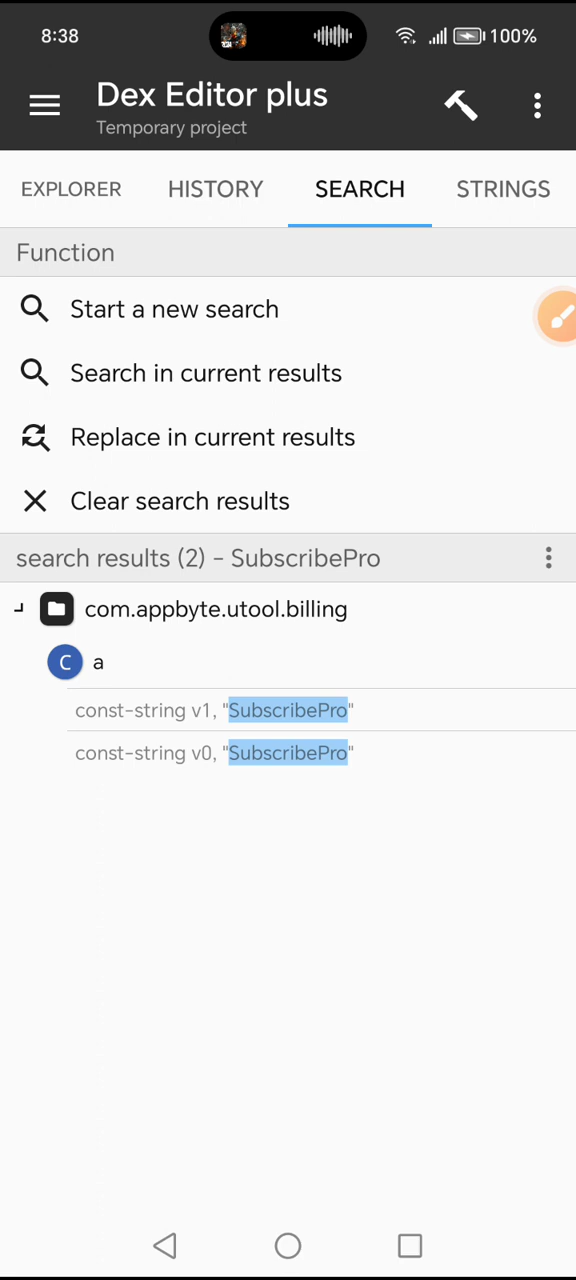 8:38
100%
Dex Editor plus
Temporary project
EXPLORER HISTORY SEARCH STRINGS
Function
Start a new search
Search in current results
Replace in current results
Clear search results
search results (2) - SubscribePro
com.appbyte.utool.billing
C a
const-string v1, "SubscribePro"
const-string v0, "SubscribePro"